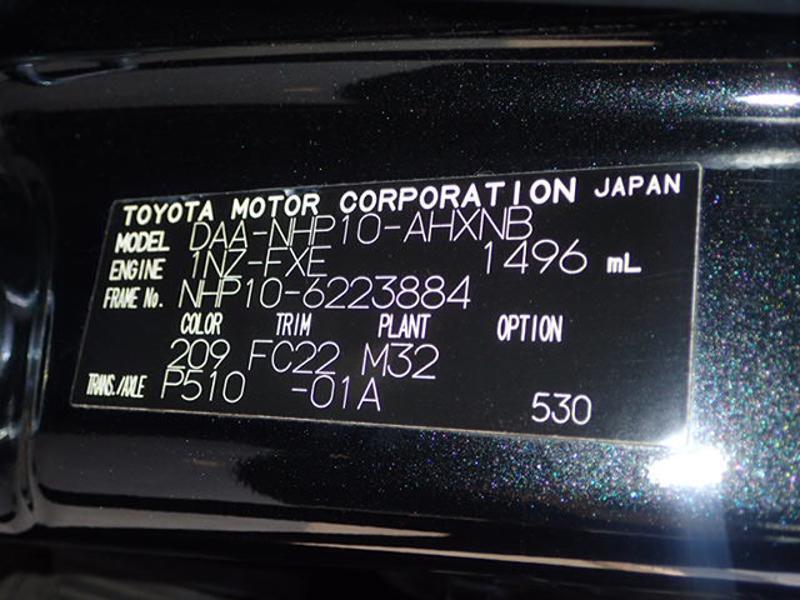 TOYOTA MOTOR CORPORATION JAPAN
MODEL DAA-NHP10-AHXNB
ENGINE 1NZ-FXE 1496 mL
FRAME No. NHP10-6223884
COLOR TRIM PLANT OPTION
209 FC22 M32
TRANS./AXLE P510 -01A 530